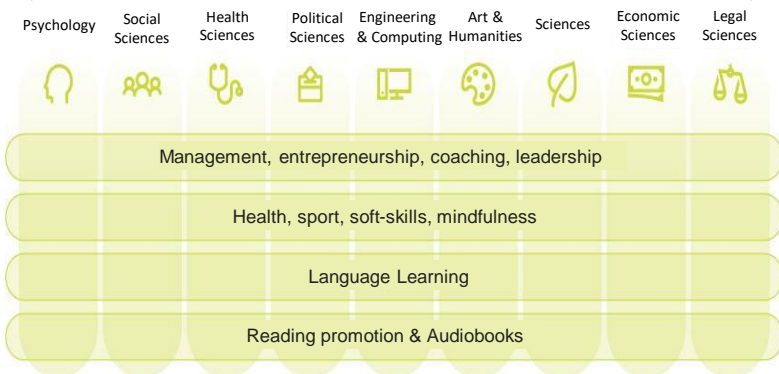 Psychology
Social
Sciences
Health
Sciences
Political
Sciences
Engineering
& Computing
Art &
Humanities
Sciences
Economic
Sciences
Legal
Sciences
Management, entrepreneurship, coaching, leadership
Health, sport, soft-skills, mindfulness
Language Learning
Reading promotion & Audiobooks